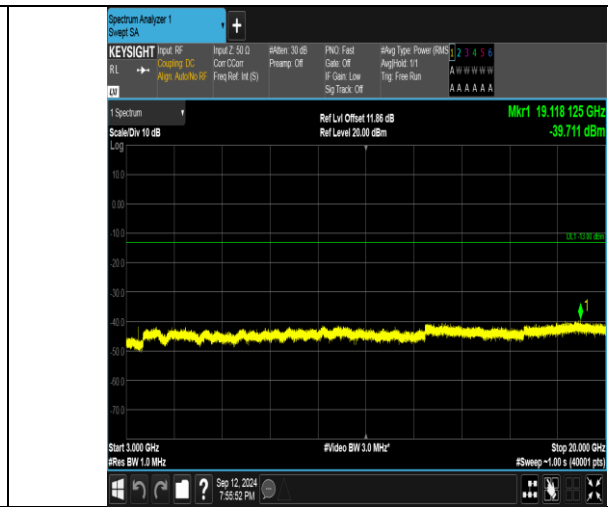 Spectrum Analyzer 1
Swept SA
+
KEYSIGHT Input: RF Input Z: 50 Ω #Atten: 30 dB PNO: Fast #Avg Type: Power (RMS 1 2 3 4 5 6
RL Coupling: DC Corr CCorr Preamp: Off Gate: Off Avg|Hold: 1/1 A W W W W W
Align: Auto/No RF Freq Ref: Int (S) IF Gain: Low Trig: Free Run
Sig Track: Off A A A A A A
LXI
1 Spectrum Ref Lvl Offset 11.86 dB Mkr1 19.118 125 GHz
Scale/Div 10 dB Ref Level 20.00 dBm -39.711 dBm
Log
10.0
0.00
-10.0
DL1 -13.00 dBm
-20.0
-30.0
1
-40.0
-50.0
-60.0
-70.0
Start 3.000 GHz #Video BW 3.0 MHz* Stop 20.000 GHz
#Res BW 1.0 MHz #Sweep ~1.00 s (40001 pts)
? Sep 12, 2024
7:55:52 PM